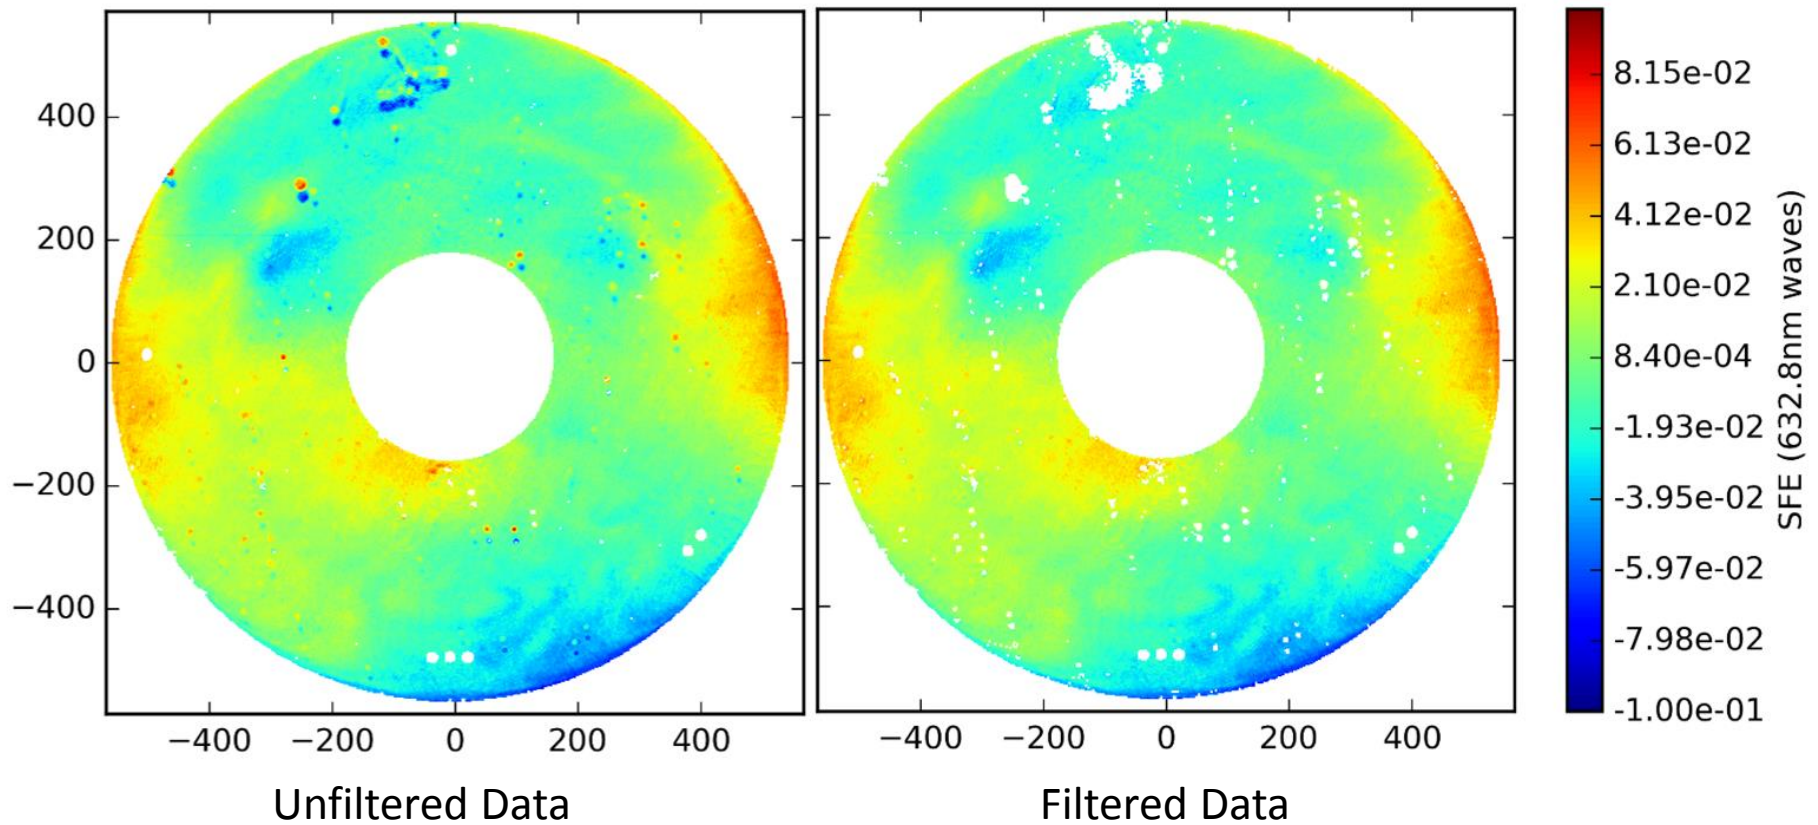 400
200
0
−200
−400
−400 −200 0 200 400
−400 −200 0 200 400
8.15e-02
6.13e-02
4.12e-02
2.10e-02
8.40e-04
-1.93e-02
-3.95e-02
-5.97e-02
-7.98e-02
-1.00e-01
SFE (632.8nm waves)
Unfiltered Data
Filtered Data